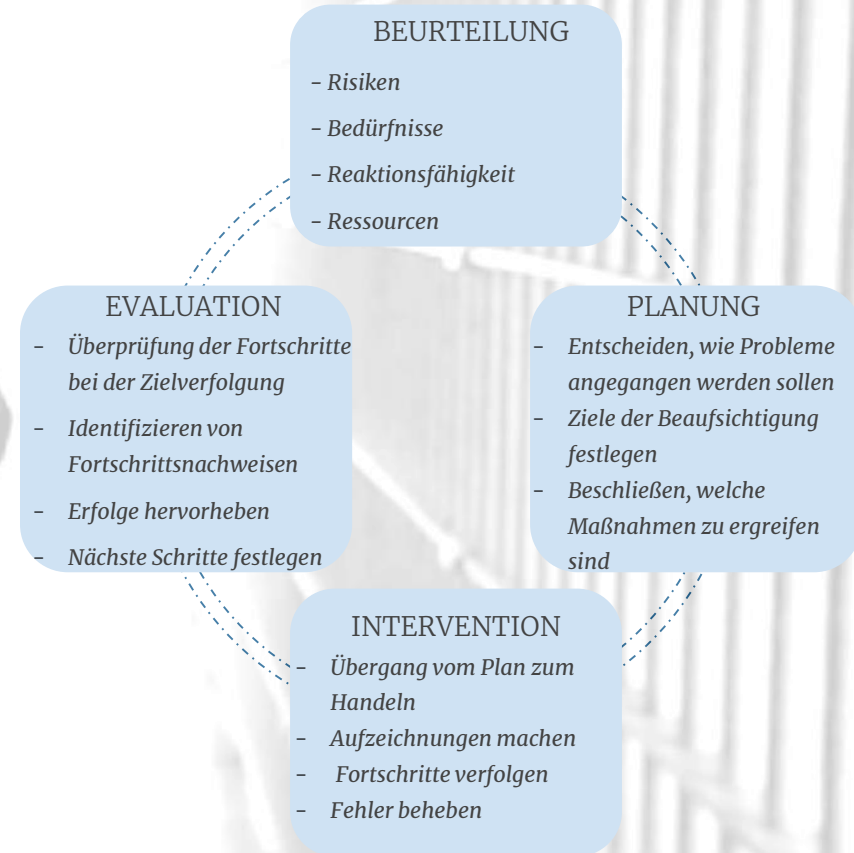 BEURTEILUNG
- Risiken
- Bedürfnisse
- Reaktionsfähigkeit
- Ressourcen
EVALUATION
- Überprüfung der Fortschritte
bei der Zielverfolgung
- Identifizieren von
Fortschrittsnachweisen
- Erfolge hervorheben
- Nächste Schritte festlegen
PLANUNG
- Entscheiden, wie Probleme
angegangen werden sollen
- Ziele der Beaufsichtigung
festlegen
- Beschließen, welche
Maßnahmen zu ergreifen
sind
INTERVENTION
- Übergang vom Plan zum
Handeln
- Aufzeichnungen machen
- Fortschritte verfolgen
- Fehler beheben